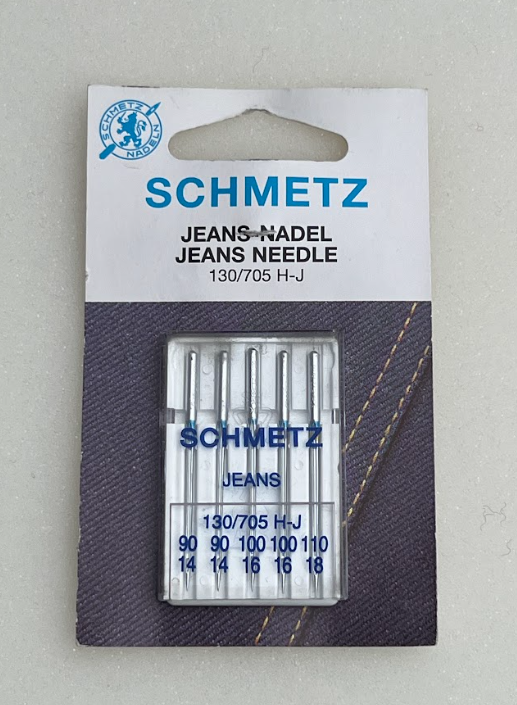 SCHMETZ
NADELN
SCHMETZ
JEANS-NADEL
JEANS NEEDLE
130/705 H-J
SCHMETZ
JEANS
130/705 H-J
90 90 100 100 110
14 14 16 16 18